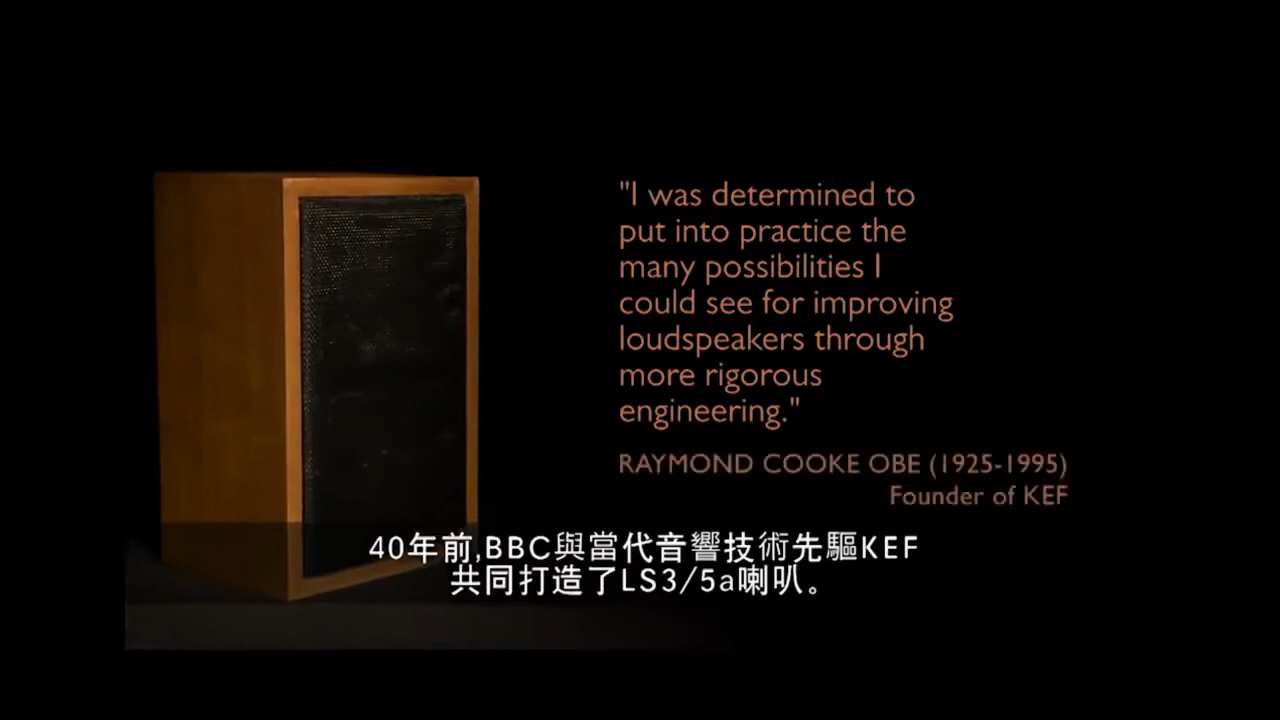 "I was determined to
put into practice the
many possibilities I
could see for improving
loudspeakers through
more rigorous
engineering."
RAYMOND COOKE OBE (1925-1995)
Founder of KEF
40年前,BBC與當代音響技術先驅KEF
共同打造了LS3/5a喇叭。